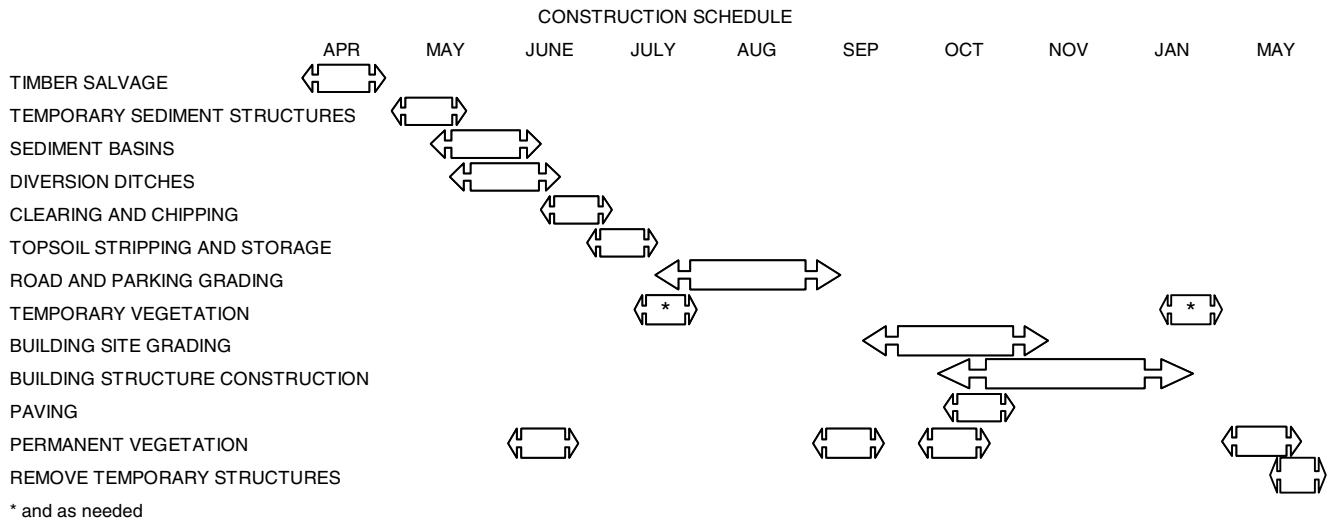 CONSTRUCTION SCHEDULE
APR MAY JUNE JULY AUG SEP OCT NOV JAN MAY
TIMBER SALVAGE
TEMPORARY SEDIMENT STRUCTURES
SEDIMENT BASINS
DIVERSION DITCHES
CLEARING AND CHIPPING
TOPSOIL STRIPPING AND STORAGE
ROAD AND PARKING GRADING
TEMPORARY VEGETATION * *
BUILDING SITE GRADING
BUILDING STRUCTURE CONSTRUCTION
PAVING
PERMANENT VEGETATION
REMOVE TEMPORARY STRUCTURES
* and as needed